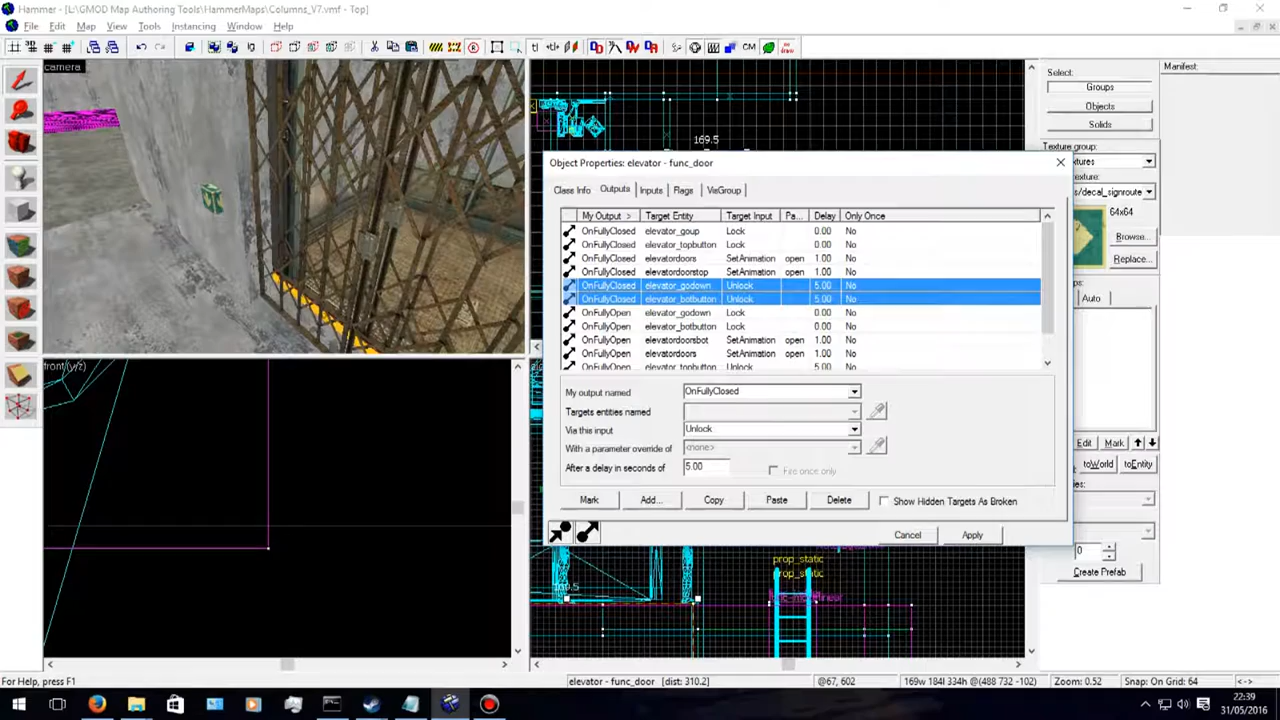 Hammer - [L:\GMOD Map Authoring Tools\HammerMaps\Columns_V7.vmf - Top]
File Edit Map View Tools Instancing Window Help
camera
169.5
Select:
Groups
Objects
Solids
Manifest:
Texture group:
64x64
Browse...
Replace...
Auto
Object Properties: elevator - func_door
Class Info Outputs Inputs Flags VisGroup
My Output > Target Entity Target Input Pa... Delay Only Once
OnFullyClosed elevator_goup Lock 0.00 No
OnFullyClosed elevator_topbutton Lock 0.00 No
OnFullyClosed elevatordoors SetAnimation open 1.00 No
OnFullyClosed elevatordoorstop SetAnimation open 1.00 No
OnFullyClosed elevator_godown Unlock 5.00 No
OnFullyClosed elevator_botbutton Unlock 5.00 No
OnFullyOpen elevator_godown Lock 0.00 No
OnFullyOpen elevator_botbutton Lock 0.00 No
OnFullyOpen elevatordoorsbot SetAnimation open 1.00 No
OnFullyOpen elevatordoors SetAnimation open 1.00 No
OnFullyOpen elevator_topbutton Unlock 5.00 No
My output named OnFullyClosed
Targets entities named
Via this input Unlock
With a parameter override of <none>
After a delay in seconds of 5.00 Fire once only
Mark Add... Copy Paste Delete Show Hidden Targets As Broken
Cancel Apply
front (y/z)
Edit Mark
toWorld toEntity
0
Create Prefab
prop_static
prop_static
For Help, press F1
elevator - func_door [dist: 310.2]
@67, 602
169w 184l 334h @(488 732 -102)
Zoom: 0.52
Snap: On Grid: 64
<->
22:39
31/05/2016